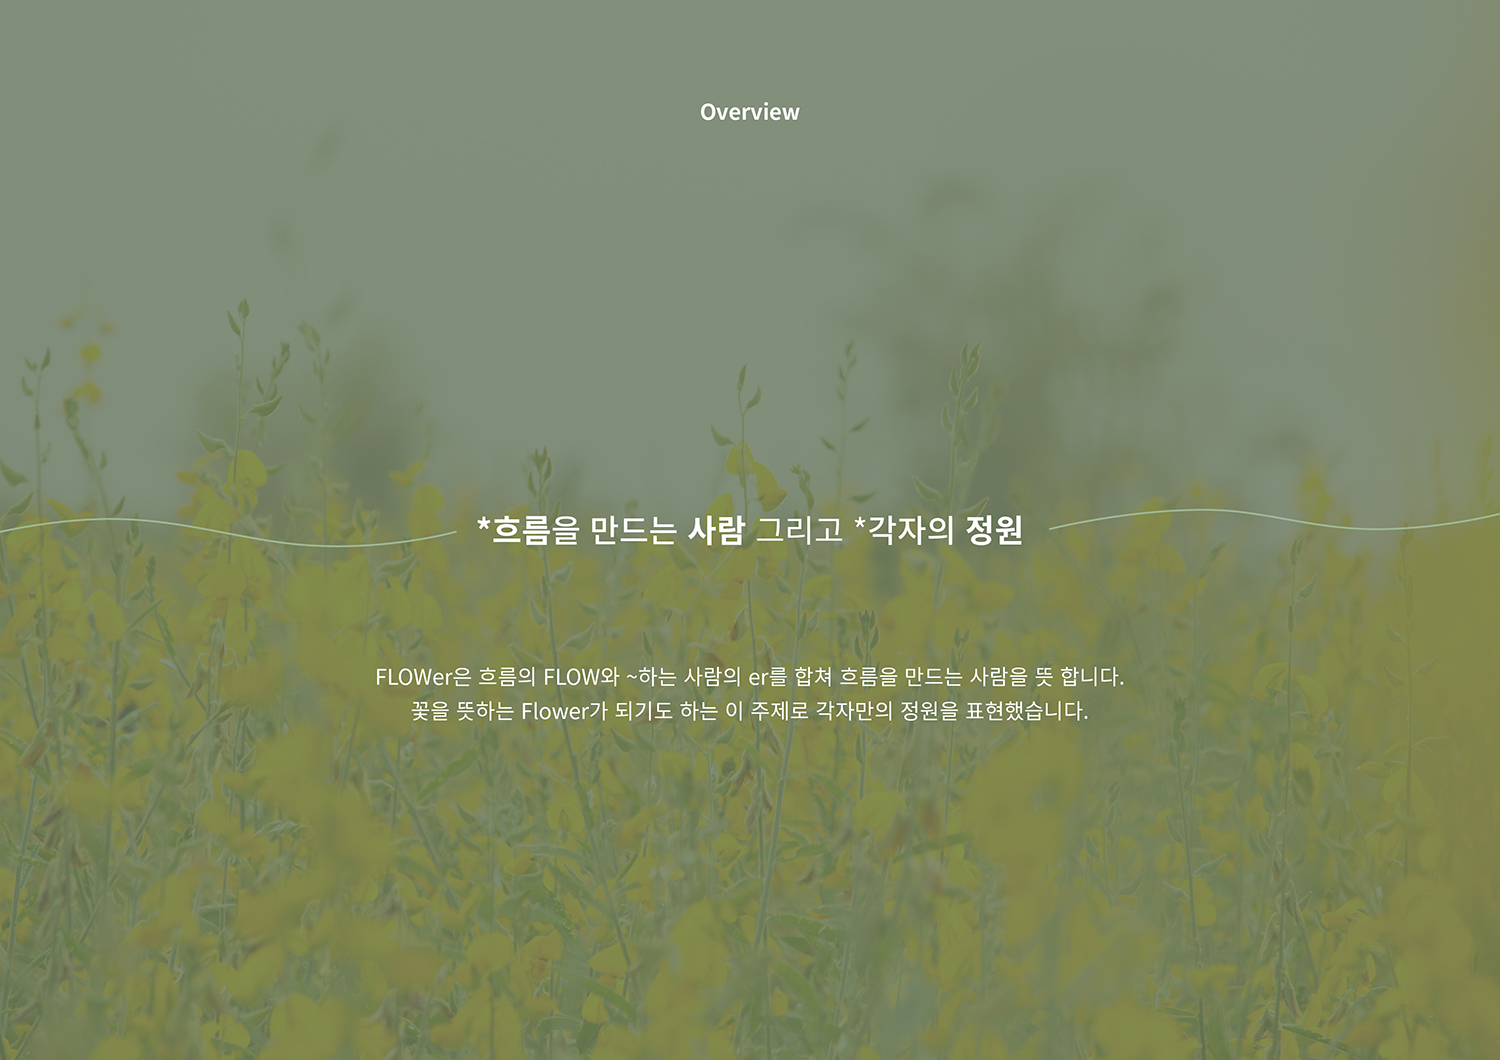 Overview
*흐름을 만드는 사람 그리고 *각자의 정원
FLOWer은 흐름의 FLOW와 ~하는 사람의 er를 합쳐 흐름을 만드는 사람을 뜻 합니다.
꽃을 뜻하는 Flower가 되기도 하는 이 주제로 각자만의 정원을 표현했습니다.